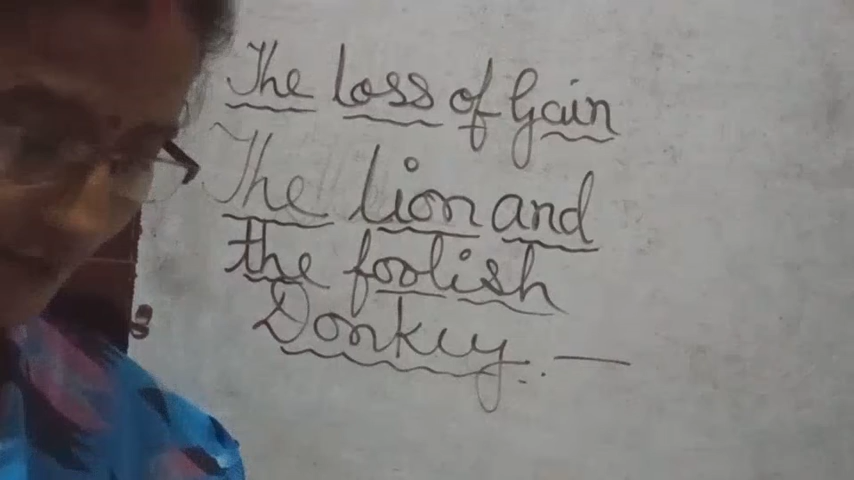 The loss of Gain
The lion and
the foolish
Donkey. —